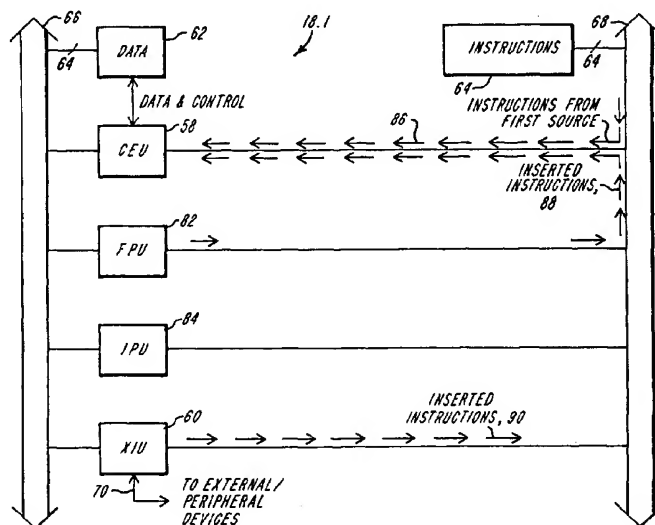 66
DATA
62
64
18.1
INSTRUCTIONS
64
64
68
DATA & CONTROL
CEU
58
86
INSTRUCTIONS FROM
FIRST SOURCE
INSERTED
INSTRUCTIONS,
88
FPU
82
IPU
84
XIU
60
INSERTED
INSTRUCTIONS, 90
70
TO EXTERNAL/
PERIPHERAL
DEVICES